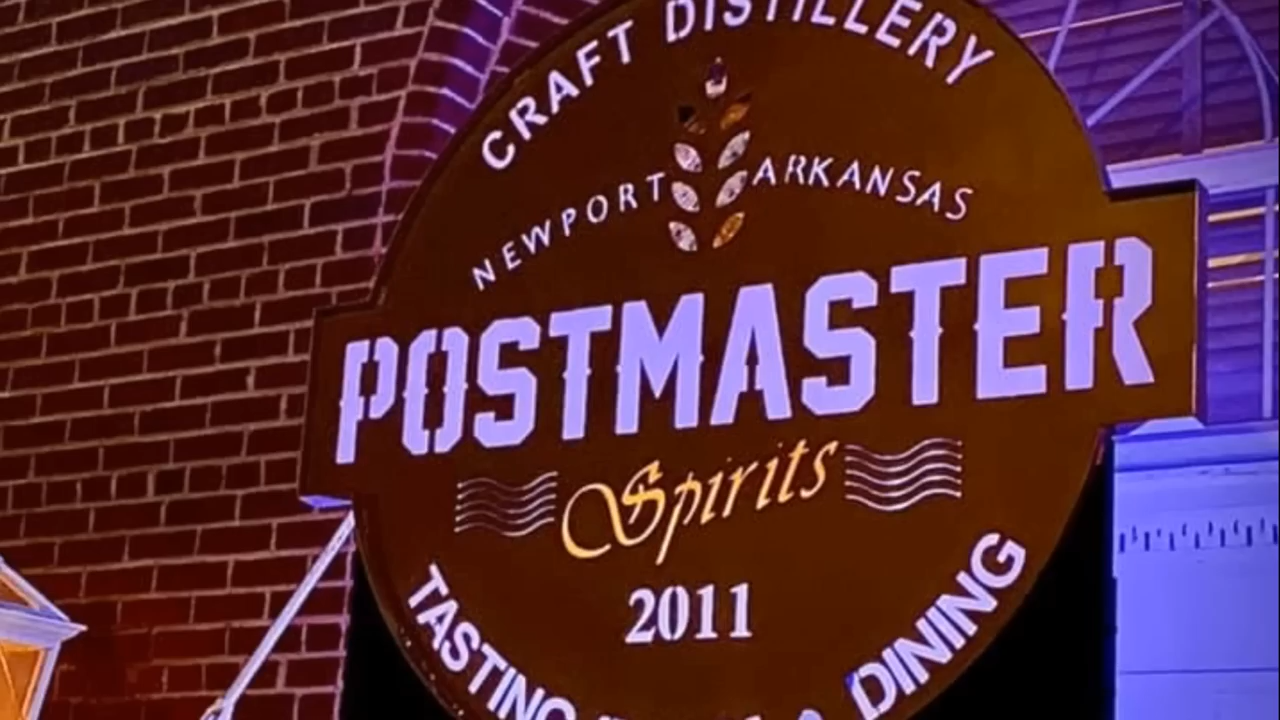 CRAFT DISTILLERY
NEWPORT ARKANSAS
POSTMASTER
Spirits
2011
TASTING
DINING